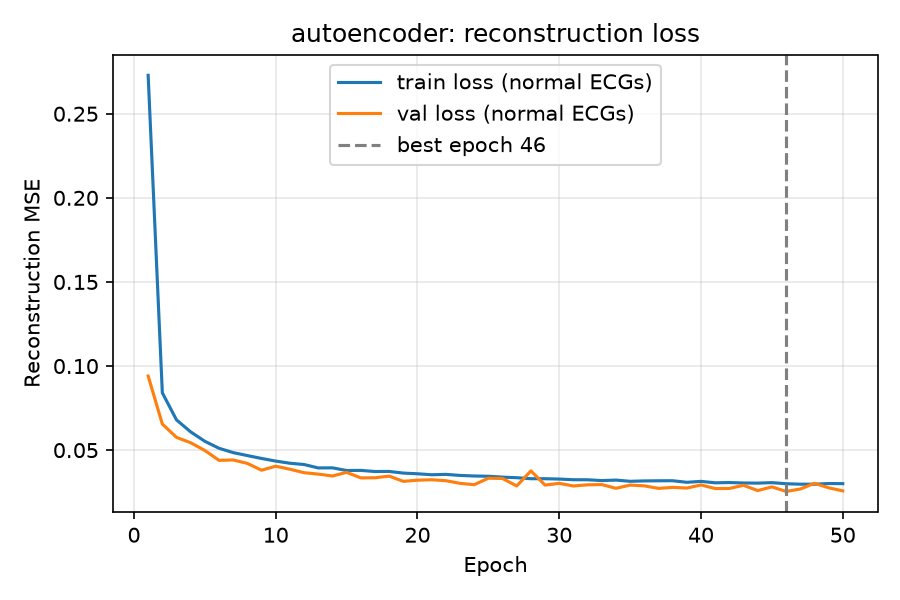 autoencoder: reconstruction loss
train loss (normal ECGs)
val loss (normal ECGs)
best epoch 46
Reconstruction MSE
0.25
0.20
0.15
0.10
0.05
0 10 20 30 40 50
Epoch